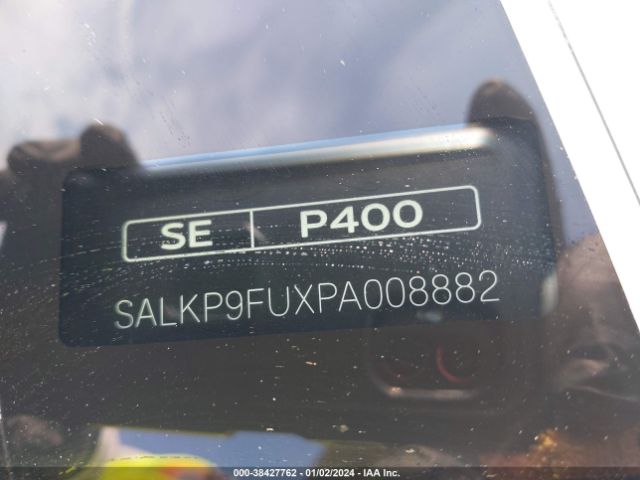 SE P400
SALKP9FUXPA008882
000-38427762 - 01/02/2024 - IAA Inc.